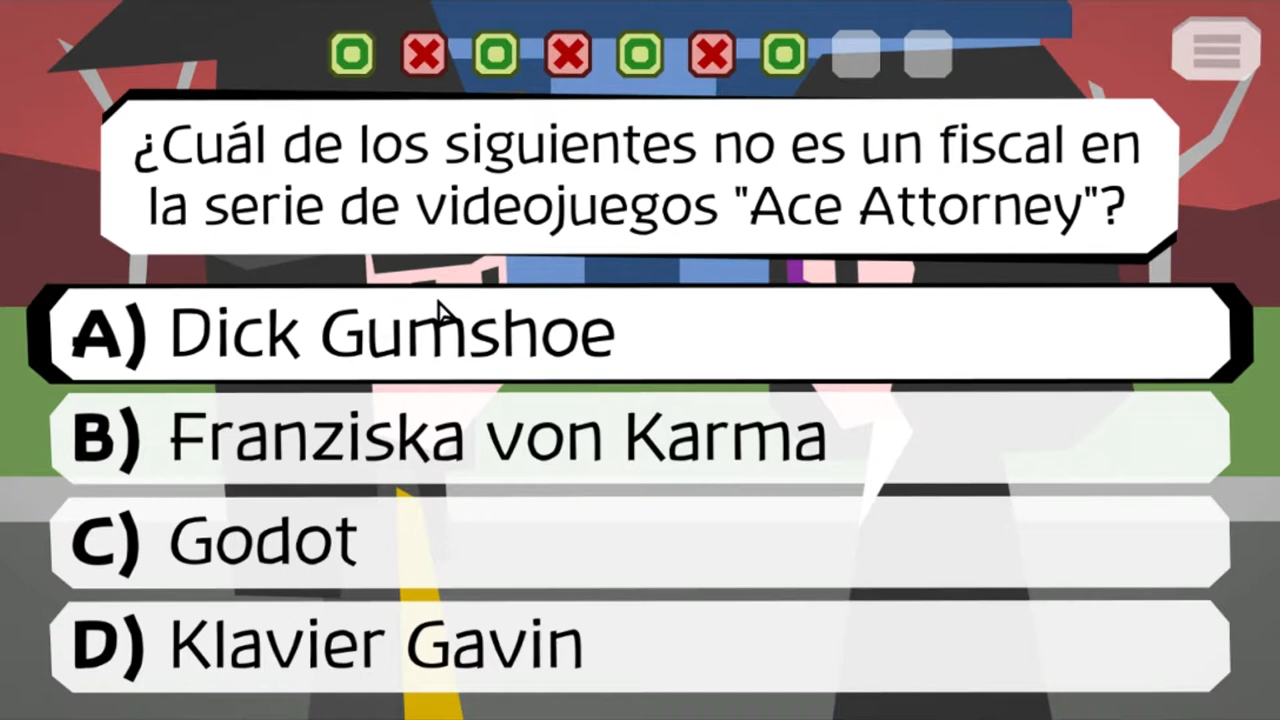 ¿Cuál de los siguientes no es un fiscal en
la serie de videojuegos "Ace Attorney"?
A) Dick Gumshoe
B) Franziska von Karma
C) Godot
D) Klavier Gavin